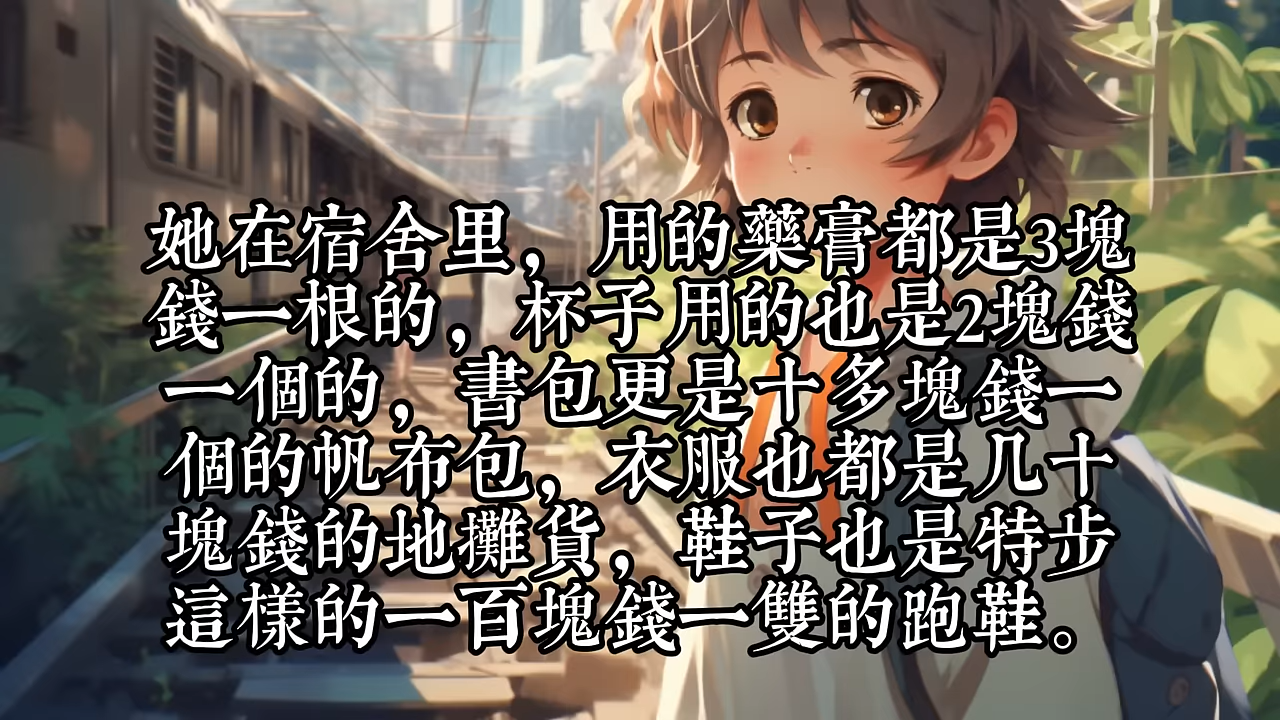 她在宿舍里，用的藥膏都是3塊
錢一根的，杯子用的也是2塊錢
一個的，書包更是十多塊錢一
個的帆布包，衣服也都是几十
塊錢的地攤貨，鞋子也是特步
這樣的一百塊錢一雙的跑鞋。